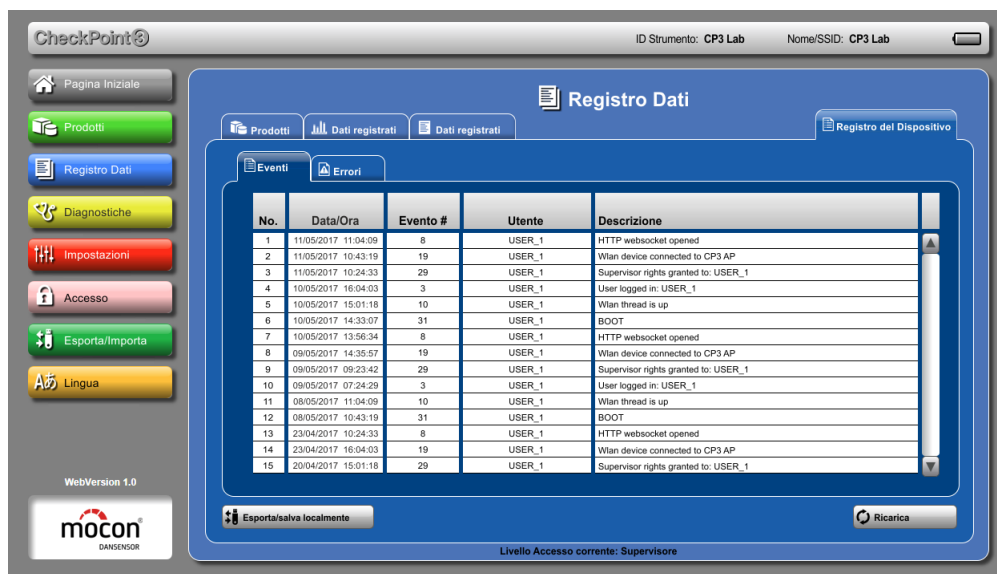 CheckPoint3
ID Strumento: CP3 Lab
Nome/SSID: CP3 Lab
Pagina Iniziale
Prodotti
Registro Dati
Diagnostiche
Impostazioni
Accesso
Esporta/Importa
Aあ Lingua
WebVersion 1.0
mocon®
DANSENSOR
Registro Dati
Prodotti
Dati registrati
Dati registrati
Registro del Dispositivo
Eventi
Errori
No. Data/Ora Evento # Utente Descrizione
1 11/05/2017 11:04:09 8 USER_1 HTTP websocket opened
2 11/05/2017 10:43:19 19 USER_1 Wlan device connected to CP3 AP
3 11/05/2017 10:24:33 29 USER_1 Supervisor rights granted to: USER_1
4 10/05/2017 16:04:03 3 USER_1 User logged in: USER_1
5 10/05/2017 15:01:18 10 USER_1 Wlan thread is up
6 10/05/2017 14:33:07 31 USER_1 BOOT
7 10/05/2017 13:56:34 8 USER_1 HTTP websocket opened
8 09/05/2017 14:35:57 19 USER_1 Wlan device connected to CP3 AP
9 09/05/2017 09:23:42 29 USER_1 Supervisor rights granted to: USER_1
10 09/05/2017 07:24:29 3 USER_1 User logged in: USER_1
11 08/05/2017 11:04:09 10 USER_1 Wlan thread is up
12 08/05/2017 10:43:19 31 USER_1 BOOT
13 23/04/2017 10:24:33 8 USER_1 HTTP websocket opened
14 23/04/2017 16:04:03 19 USER_1 Wlan device connected to CP3 AP
15 20/04/2017 15:01:18 29 USER_1 Supervisor rights granted to: USER_1
Esporta/salva localmente
Ricarica
Livello Accesso corrente: Supervisore